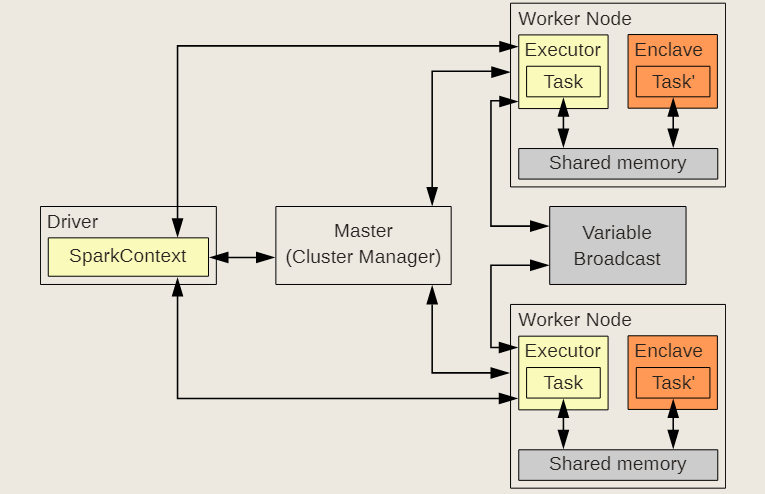 Worker Node
Executor
Enclave
Task
Task'
Shared memory
Driver
SparkContext
Master
(Cluster Manager)
Variable
Broadcast
Worker Node
Executor
Enclave
Task
Task'
Shared memory